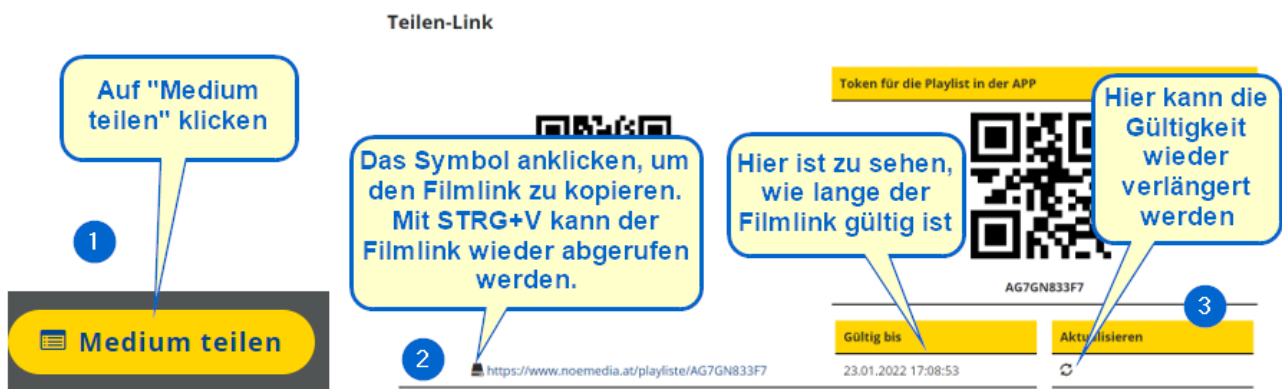 Teilen-Link
Auf "Medium
teilen" klicken
1
Medium teilen
Das Symbol anklicken, um
den Filmlink zu kopieren.
Mit STRG+V kann der
Filmlink wieder abgerufen
werden.
2
https://www.noemedia.at/playliste/AG7GN833F7
Token für die Playlist in der APP
Hier ist zu sehen,
wie lange der
Filmlink gültig ist
Hier kann die
Gültigkeit
wieder
verlängert
werden
AG7GN833F7
3
Gültig bis
Aktualisieren
23.01.2022 17:08:53